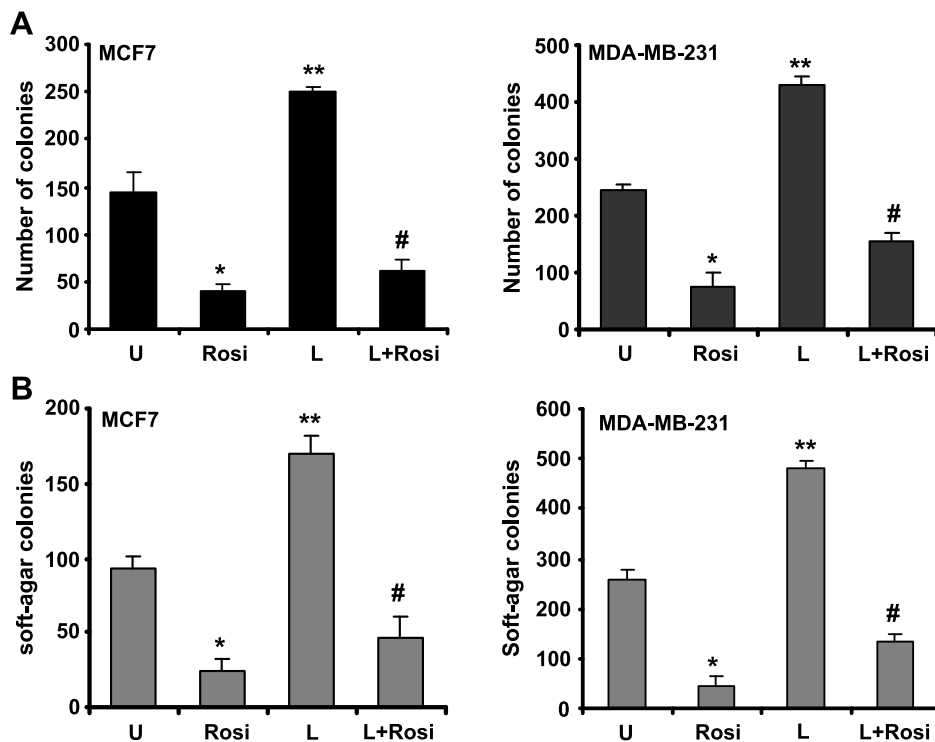 A
MCF7
Number of colonies
300
250
200
150
100
50
0
**
*
#
U Rosi L L+Rosi
MDA-MB-231
Number of colonies
500
400
300
200
100
0
**
*
#
U Rosi L L+Rosi
B
MCF7
soft-agar colonies
200
150
100
50
0
**
*
#
U Rosi L L+Rosi
MDA-MB-231
Soft-agar colonies
600
500
400
300
200
100
0
**
*
#
U Rosi L L+Rosi